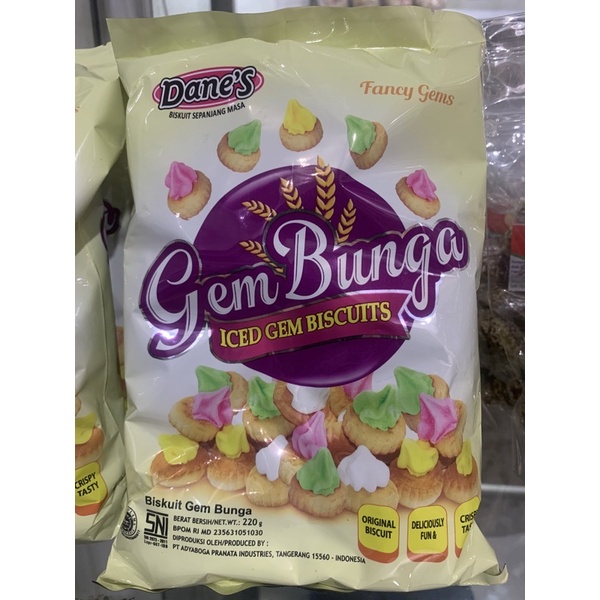 Dane's
BISKUIT SEPANJANG MASA
Fancy Gems
Gem Bunga
ICED GEM BISCUITS
CRISPY
TASTY
Biskuit Gem Bunga
SNI
BERAT BERSIH/NET.WT.: 220 g
BPOM RI MD 235631051030
DIPRODUKSI OLEH/PRODUCED BY :
PT ADYABOGA PRANATA INDUSTRIES, TANGERANG 15560 - INDONESIA
ORIGINAL
BISCUIT
DELICIOUSLY
FUN &